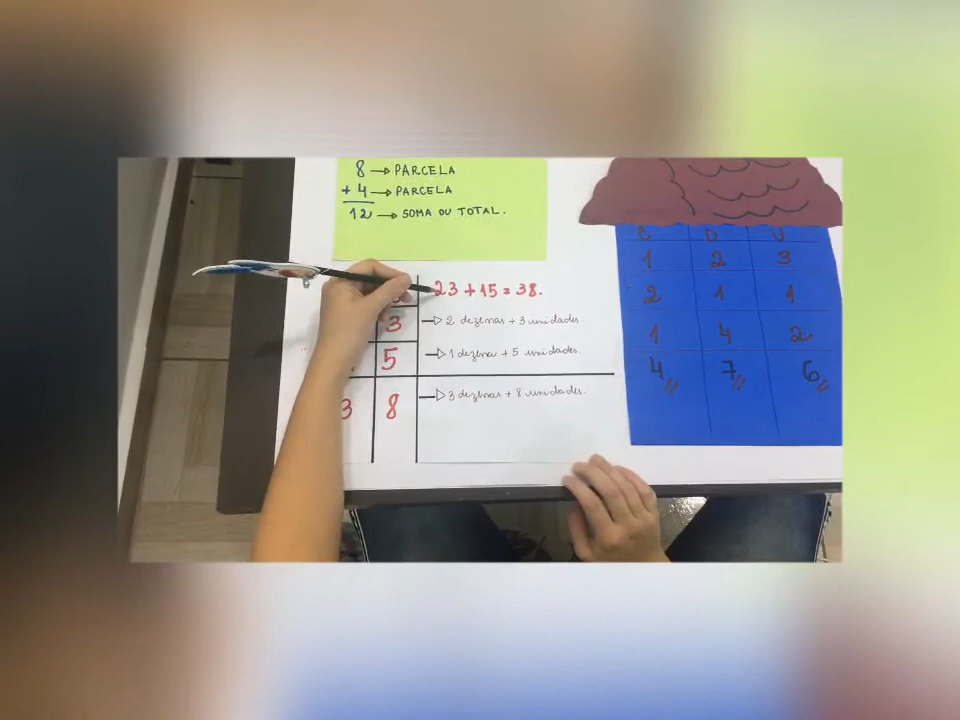 8 → PARCELA
+ 4 → PARCELA
12 → SOMA OU TOTAL.
23 + 15 = 38.
3 → 2 dezenas + 3 unidades.
5 → 1 dezena + 5 unidades.
3 8 → 3 dezenas + 8 unidades.
C D U
1 2 3
2 1 1
1 4 2
4 7 6